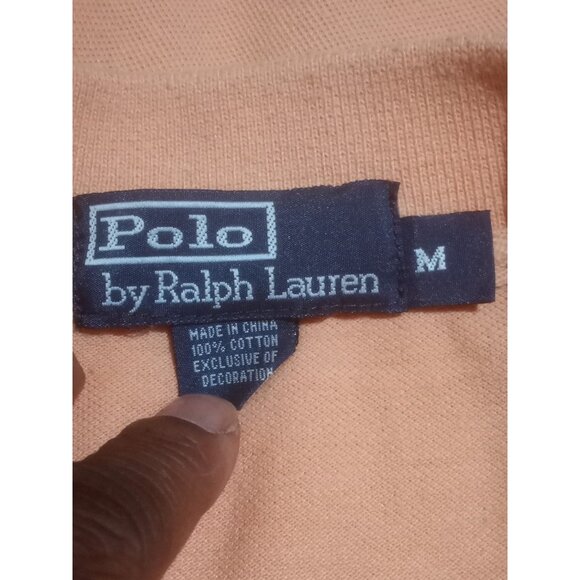 Polo
by Ralph Lauren
M
MADE IN CHINA
100% COTTON
EXCLUSIVE OF
DECORATION